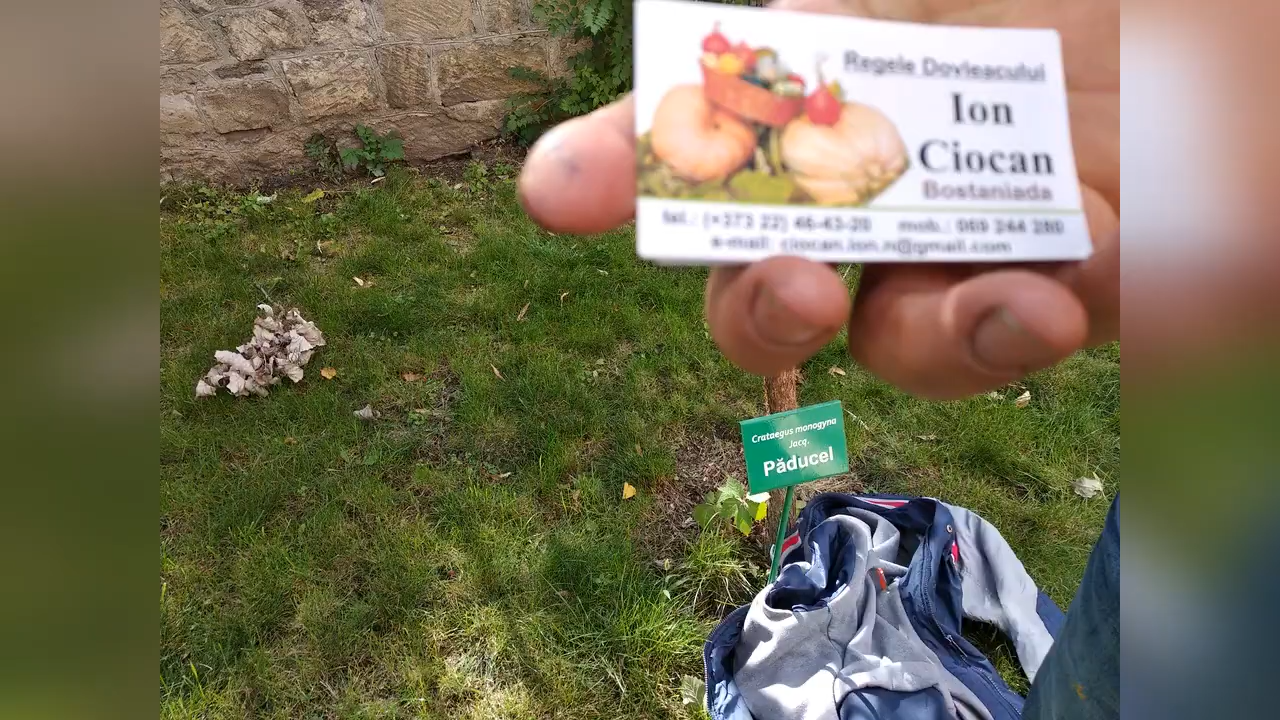 Regele Dovleacului
Ion
Ciocan
Bostaniada
tel.: (+373 22) 46-43-20 mob.: 069 244 280
e-mail: ciocan.ion.n@gmail.com
Crataegus monogyna
Jacq.
Păducel